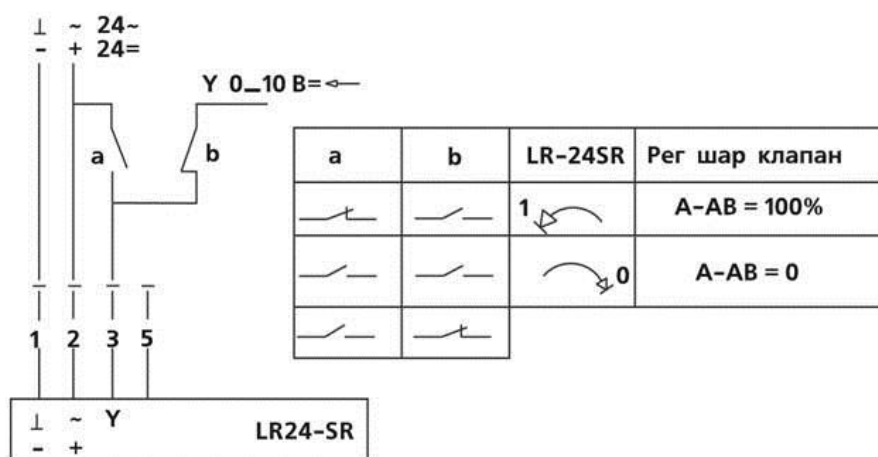 ⊥ ~ 24~
- + 24=
Y 0...10 В=
a b
a b LR-24SR Рег шар клапан
1 A-AB = 100%
0 A-AB = 0
1 2 3 5
⊥ ~ Y
LR24-SR
- +